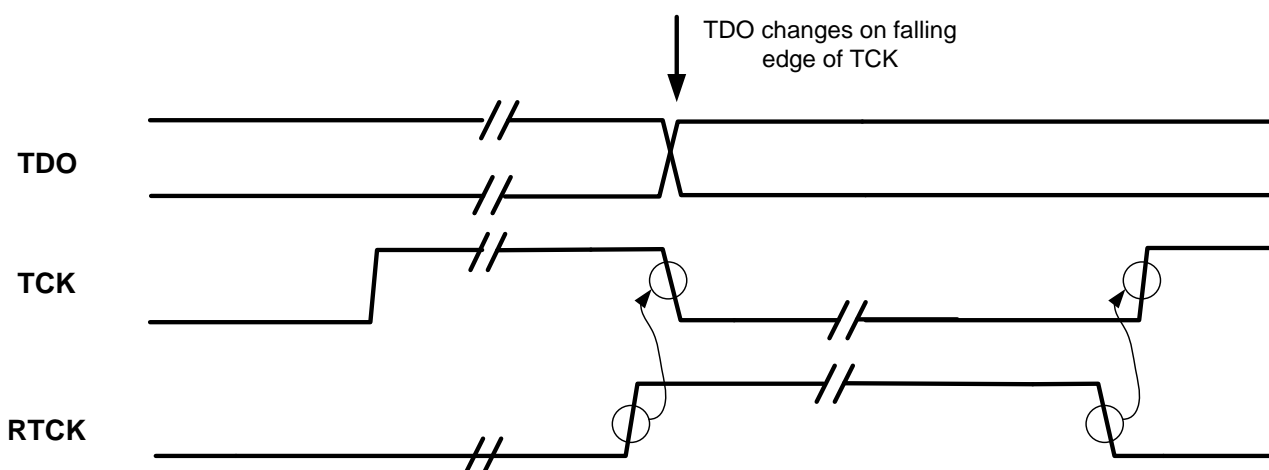 TDO changes on falling
edge of TCK
TDO
TCK
RTCK